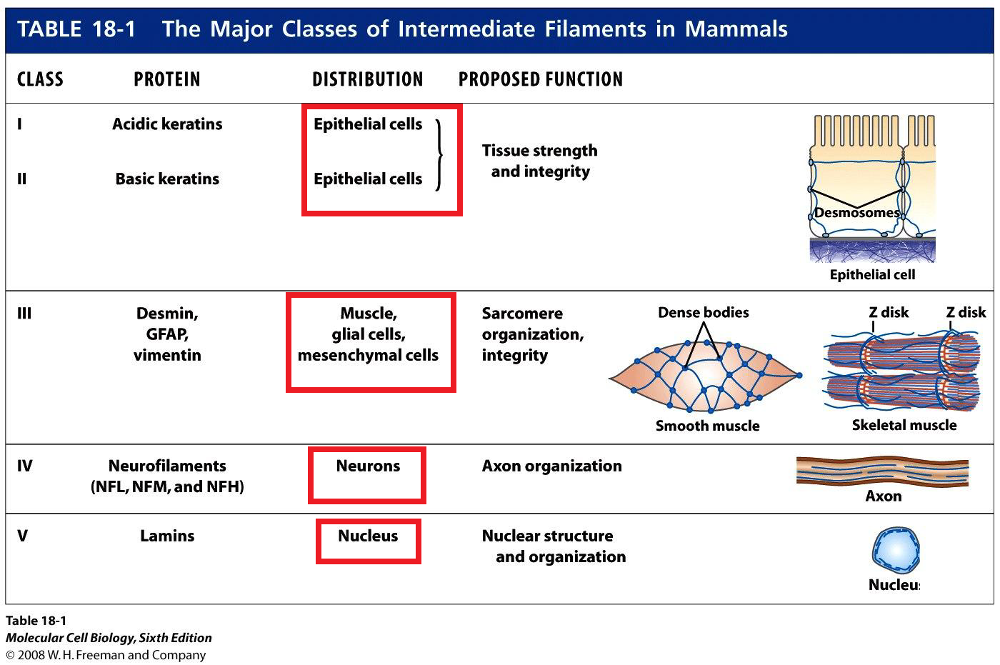 TABLE 18-1 The Major Classes of Intermediate Filaments in Mammals
CLASS PROTEIN DISTRIBUTION PROPOSED FUNCTION
I Acidic keratins Epithelial cells
Tissue strength
and integrity
II Basic keratins Epithelial cells
Desmosomes
Epithelial cell
III Desmin, Muscle, Sarcomere
GFAP, glial cells, organization,
vimentin mesenchymal cells integrity
Dense bodies
Smooth muscle
Z disk Z disk
Skeletal muscle
IV Neurofilaments Neurons Axon organization
(NFL, NFM, and NFH)
Axon
V Lamins Nucleus Nuclear structure
and organization
Nucleu
Table 18-1
Molecular Cell Biology, Sixth Edition
© 2008 W. H. Freeman and Company